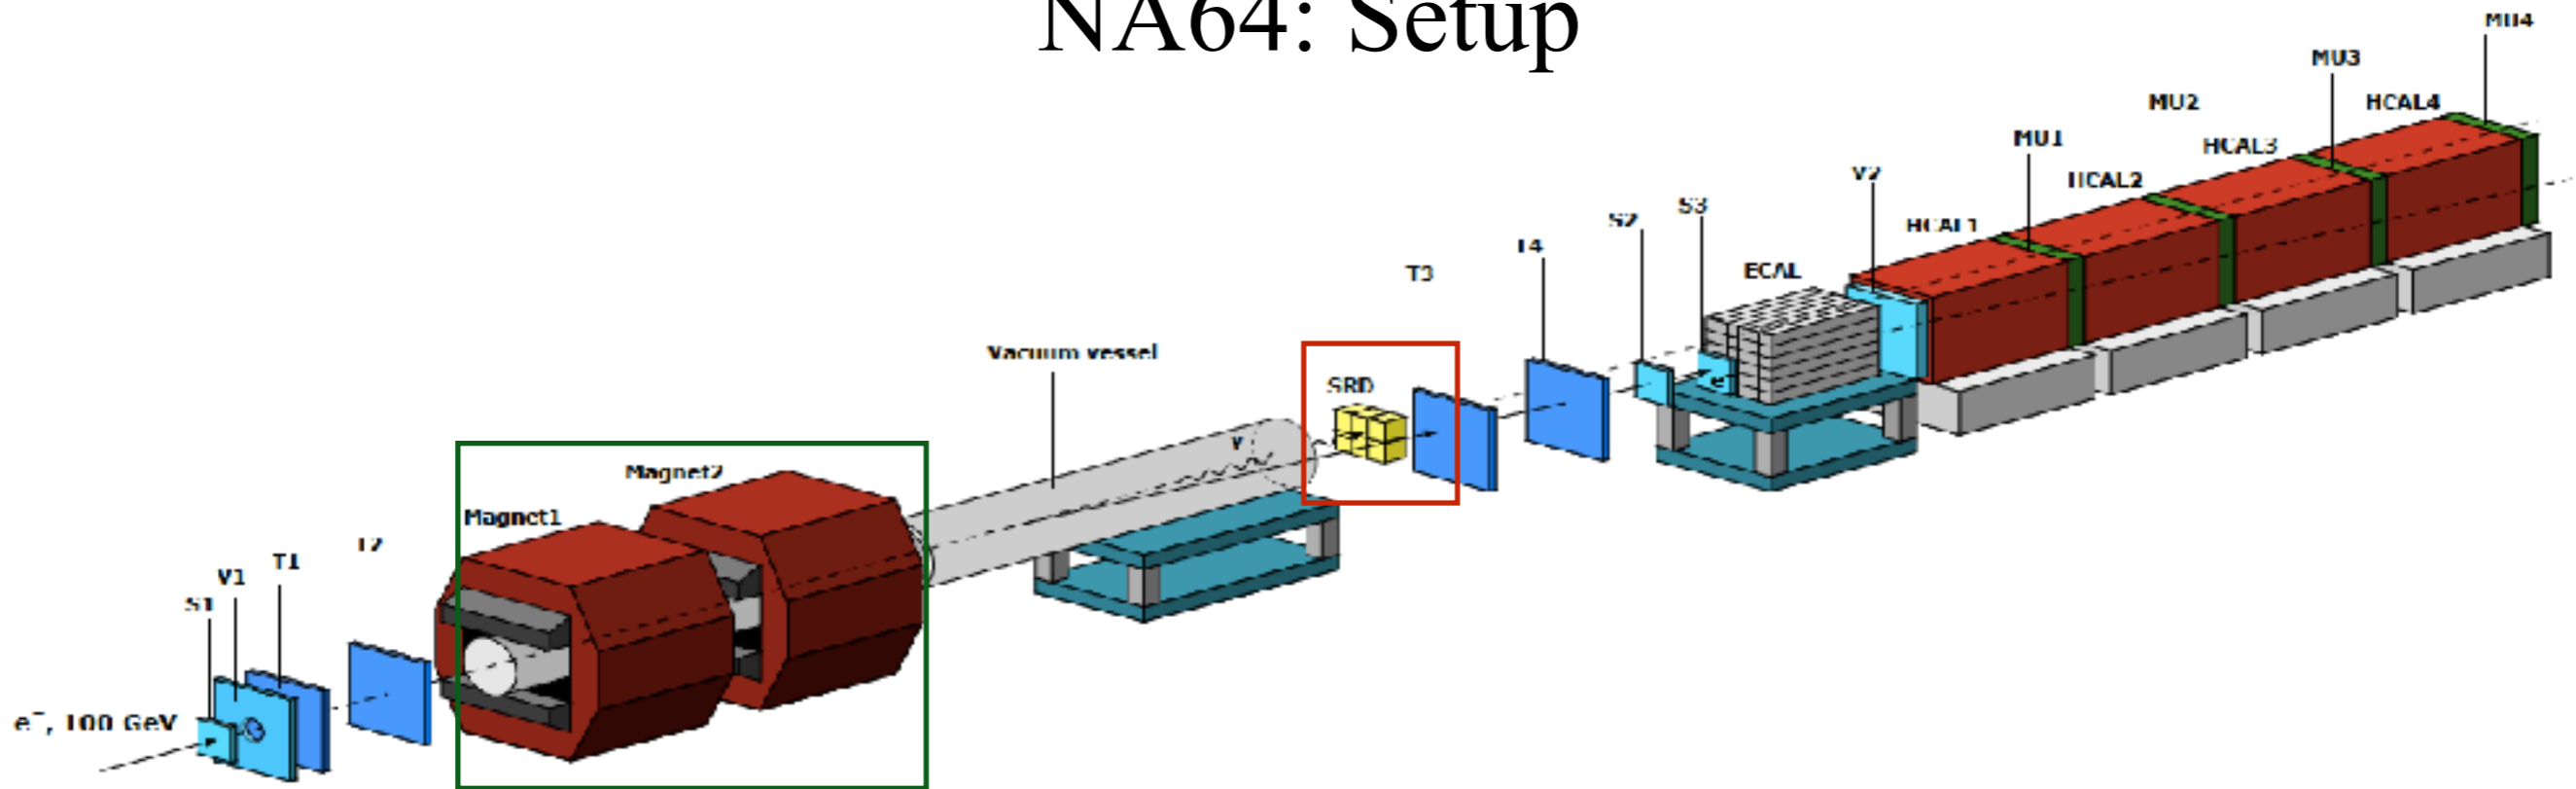 NA64: Setup
MU4
MU3
MU2
HCAL4
MU1
HCAL3
V2
HCAL2
S3
S2
HCAL1
T4
T3
ECAL
Vacuum vessel
SRD
e⁻
γ
Magnet2
Magnet1
T2
T1
V1
S1
e⁻, 100 GeV